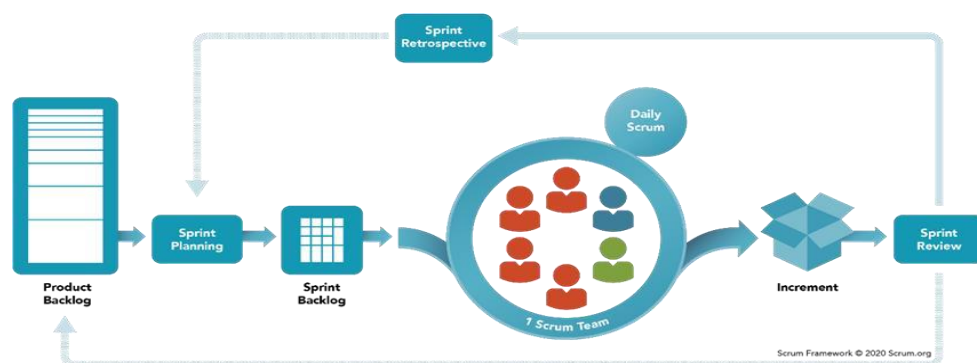 Sprint
Retrospective
Daily
Scrum
Sprint
Planning
Sprint
Review
Product
Backlog
Sprint
Backlog
Increment
1 Scrum Team
Scrum Framework © 2020 Scrum.org